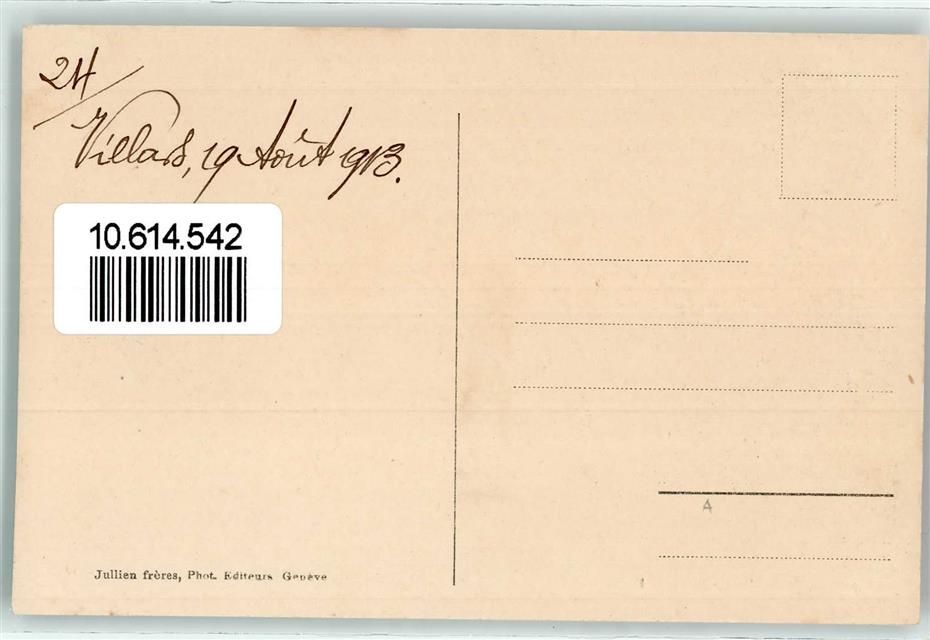 24/
Villars, 19 Août 1913.
10.614.542
A
Jullien frères, Phot. Editeurs Genève